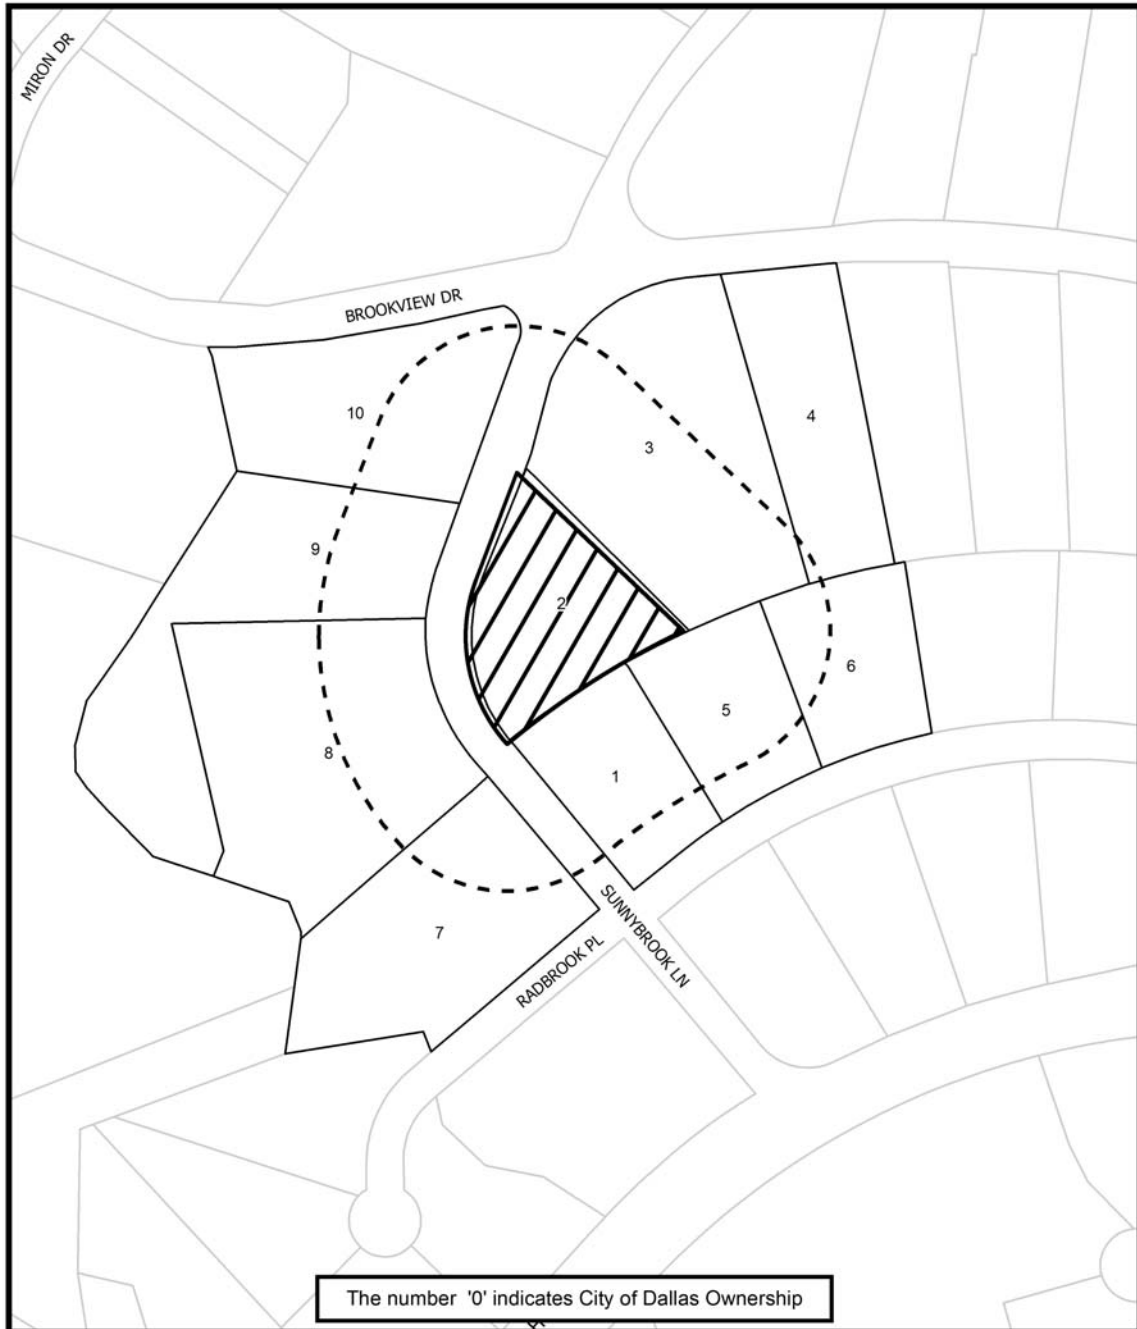 MIRON DR
BROOKVIEW DR
10
4
3
9
2
6
5
8
1
SUNNYBROOK LN
7
RADBROOK PL
The number '0' indicates City of Dallas Ownership